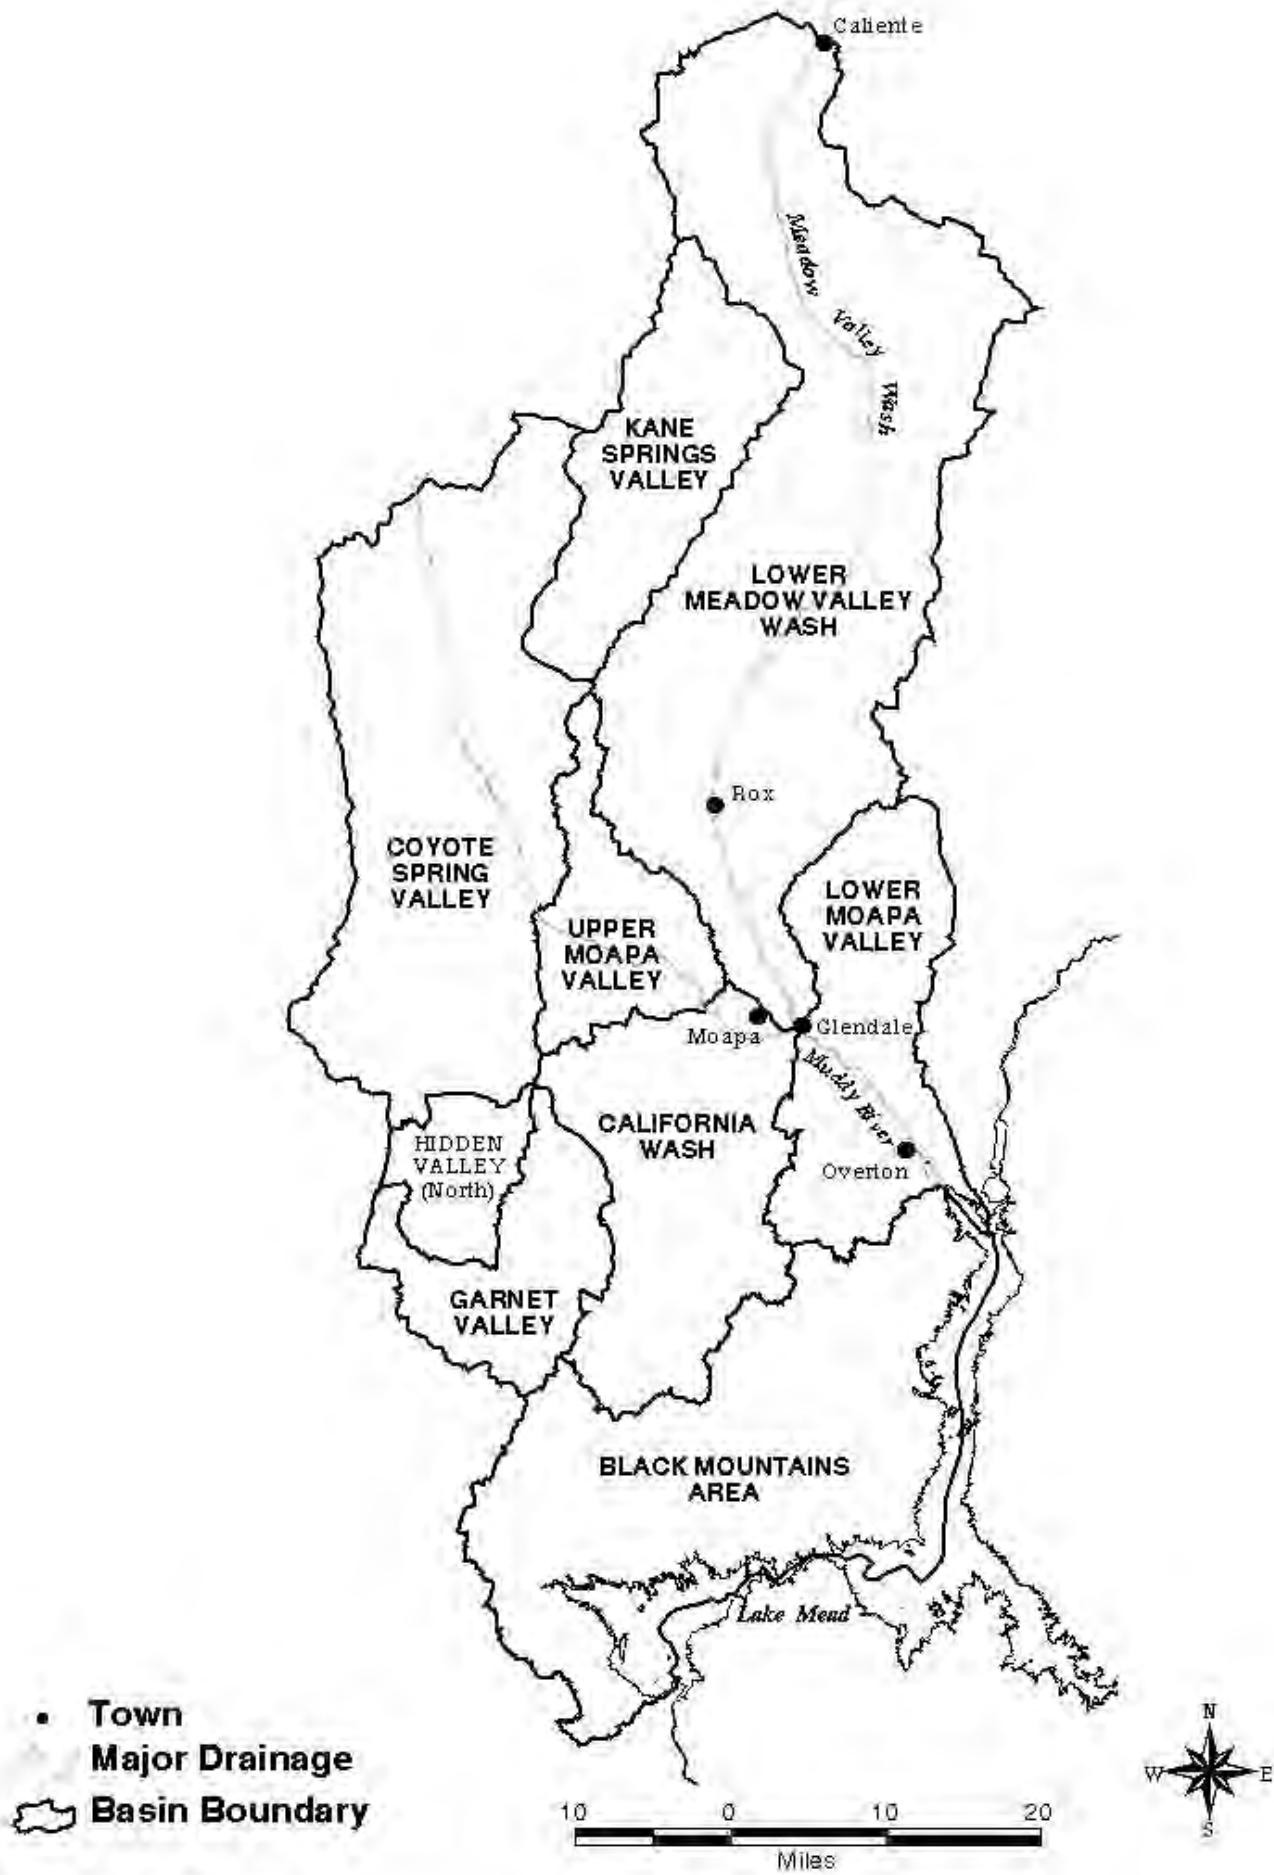 Caliente
Meadow Valley Wash
KANE
SPRINGS
VALLEY
LOWER
MEADOW VALLEY
WASH
Rox
COYOTE
SPRING
VALLEY
LOWER
MOAPA
VALLEY
UPPER
MOAPA
VALLEY
Moapa
Glendale
Muddy River
CALIFORNIA
WASH
HIDDEN
VALLEY
(North)
Overton
GARNET
VALLEY
BLACK MOUNTAINS
AREA
Lake Mead
Town
Major Drainage
Basin Boundary
N
W E
S
10 0 10 20
Miles